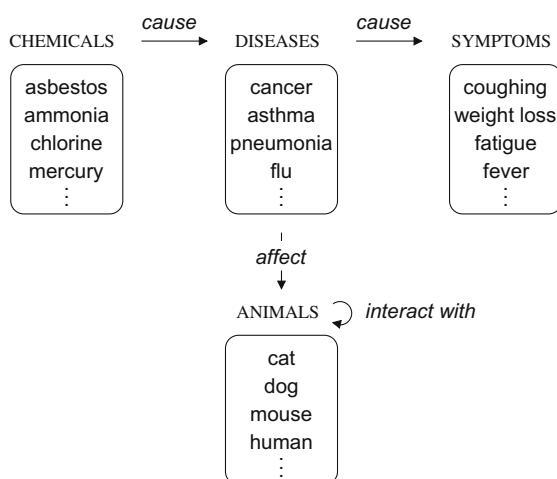 cause cause
CHEMICALS DISEASES SYMPTOMS
asbestos
ammonia
chlorine
mercury
⋮
cancer
asthma
pneumonia
flu
⋮
coughing
weight loss
fatigue
fever
⋮
affect
ANIMALS interact with
cat
dog
mouse
human
⋮